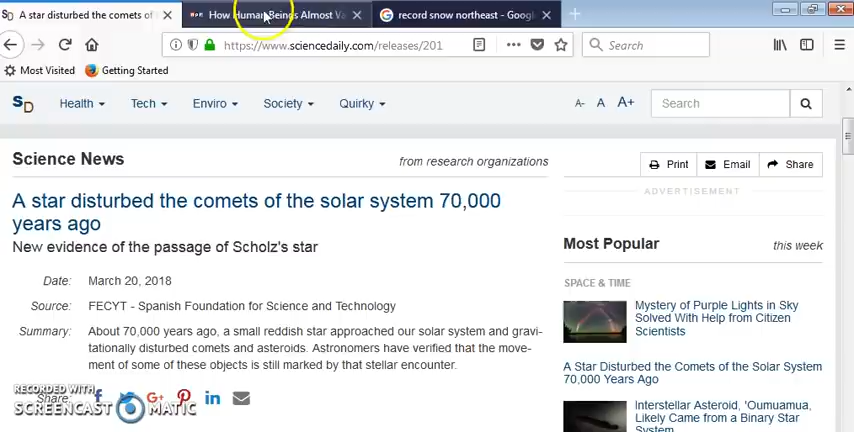 A star disturbed the comets of
How Human Beings Almost Va
record snow northeast - Goog
https://www.sciencedaily.com/releases/201
Search
Most Visited
Getting Started
SD
Health
Tech
Enviro
Society
Quirky
A-
A
A+
Search
Science News
from research organizations
Print
Email
Share
ADVERTISEMENT
A star disturbed the comets of the solar system 70,000
years ago
New evidence of the passage of Scholz's star
Date: March 20, 2018
Source: FECYT - Spanish Foundation for Science and Technology
Summary: About 70,000 years ago, a small reddish star approached our solar system and gravi-
tationally disturbed comets and asteroids. Astronomers have verified that the move-
ment of some of these objects is still marked by that stellar encounter.
Share:
f
G+
in
RECORDED WITH
SCREENCAST MATIC
Most Popular
this week
SPACE & TIME
Mystery of Purple Lights in Sky
Solved With Help from Citizen
Scientists
A Star Disturbed the Comets of the Solar System
70,000 Years Ago
Interstellar Asteroid, 'Oumuamua,
Likely Came from a Binary Star
System